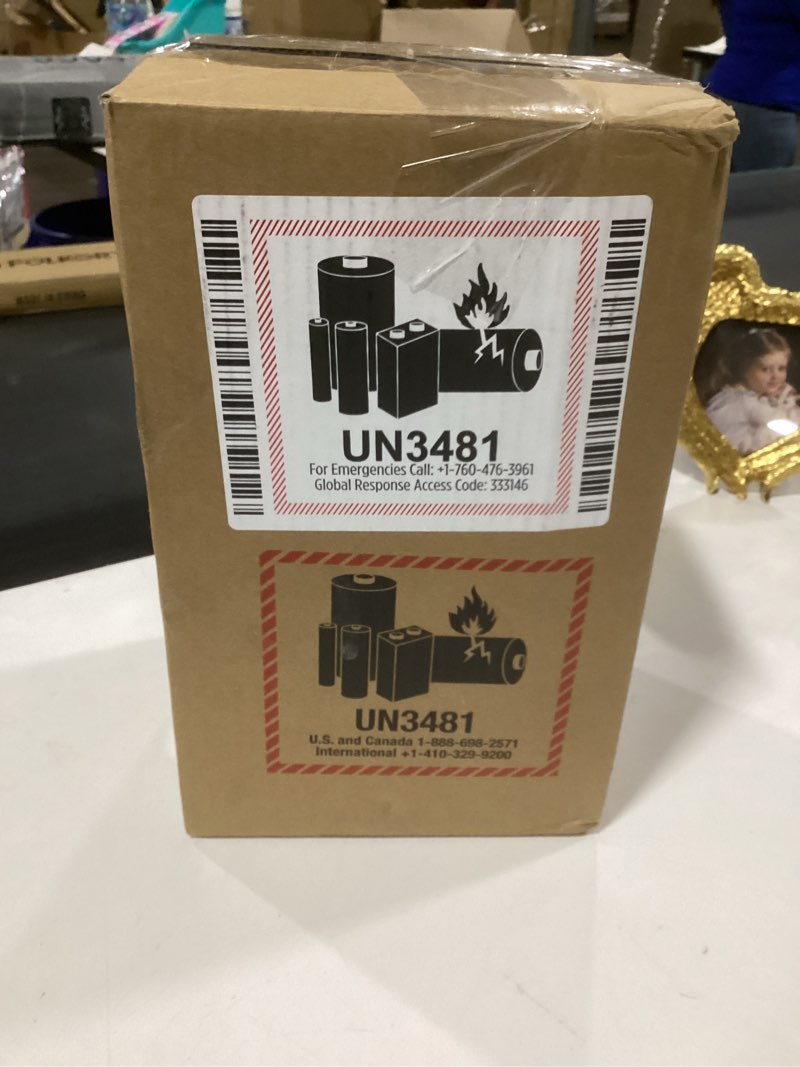 UN3481
For Emergencies Call: +1-760-476-3961
Global Response Access Code: 333146
UN3481
U.S. and Canada 1-888-698-2571
International +1-410-329-9200